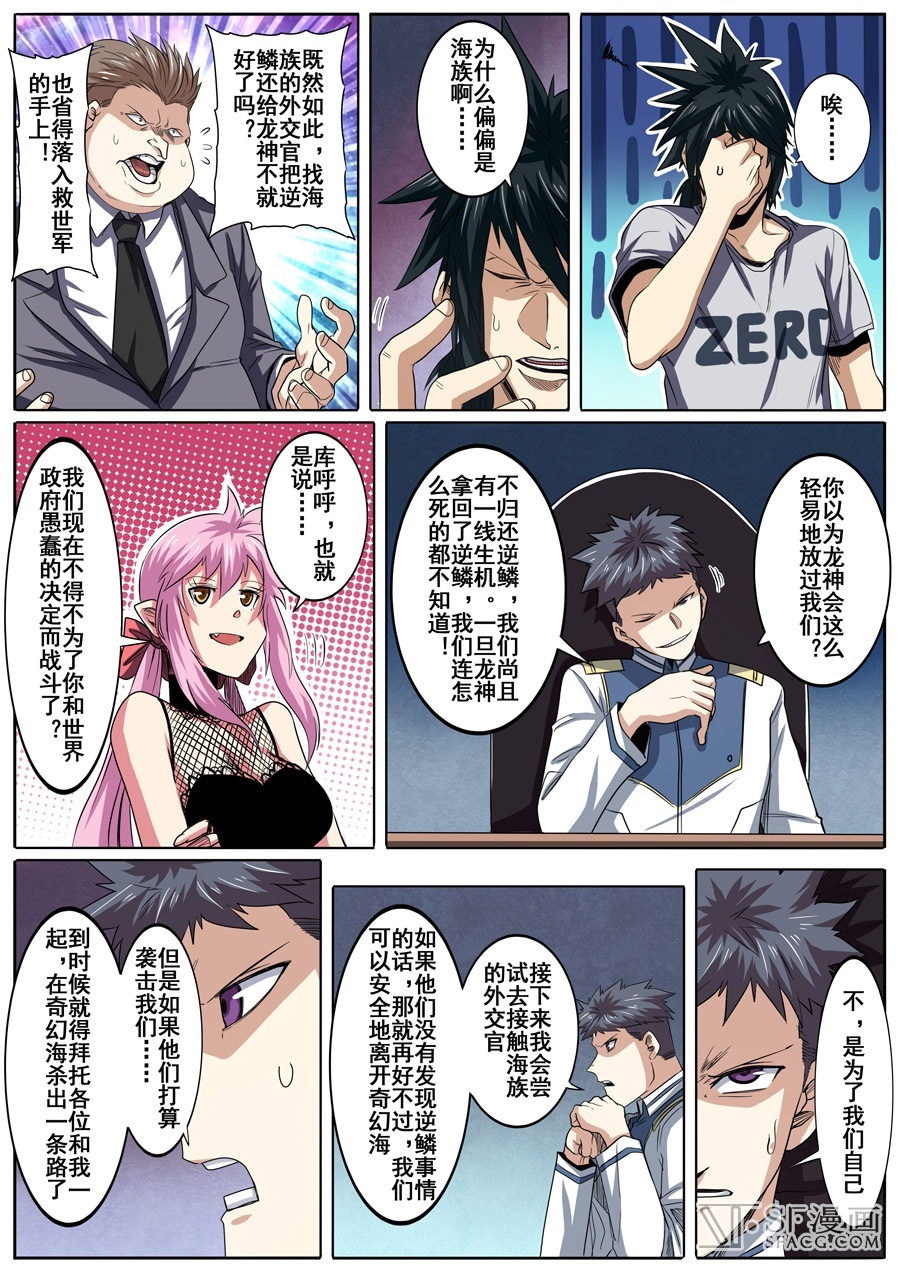 唉……
ZERO
为什么偏偏是
海族啊……
既然如此，找海
族的外交官把逆
鳞还给龙神不就
好了吗？
也省得落入救世军
的手上！
你以为龙神会这么
轻易地放过我们？
不归还逆鳞，我们尚且
有一线生机。一旦龙神
拿回了逆鳞，我们连怎
么死的都不知道！
库呼呼，也就
是说……
我们现在不得不为了你和世界
政府愚蠢的决定而战斗了？
不，是为了我们自己
接下来我会尝
试去接触海族
的外交官
如果他们没有发现逆鳞事情
的话，那就再好不过，我们
可以安全地离开奇幻海
但是如果他们打算
袭击我们……
到时候就得拜托各位和我一
起，在奇幻海杀出一条路了
SF漫画
SFACG.COM